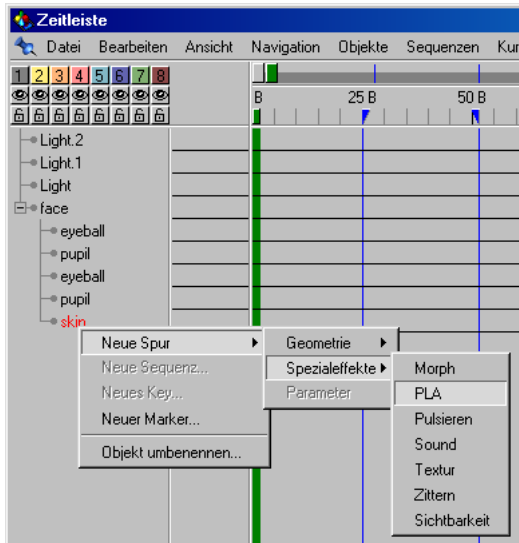 Zeitleiste
Datei Bearbeiten Ansicht Navigation Objekte Sequenzen Kur
1 2 3 4 5 6 7 8
B 25 B 50 B
Light.2
Light.1
Light
face
eyeball
pupil
eyeball
pupil
skin
Neue Spur
Neue Sequenz...
Neues Key...
Neuer Marker...
Objekt umbenennen...
Geometrie
Spezialeffekte
Parameter
Morph
PLA
Pulsieren
Sound
Textur
Zittern
Sichtbarkeit